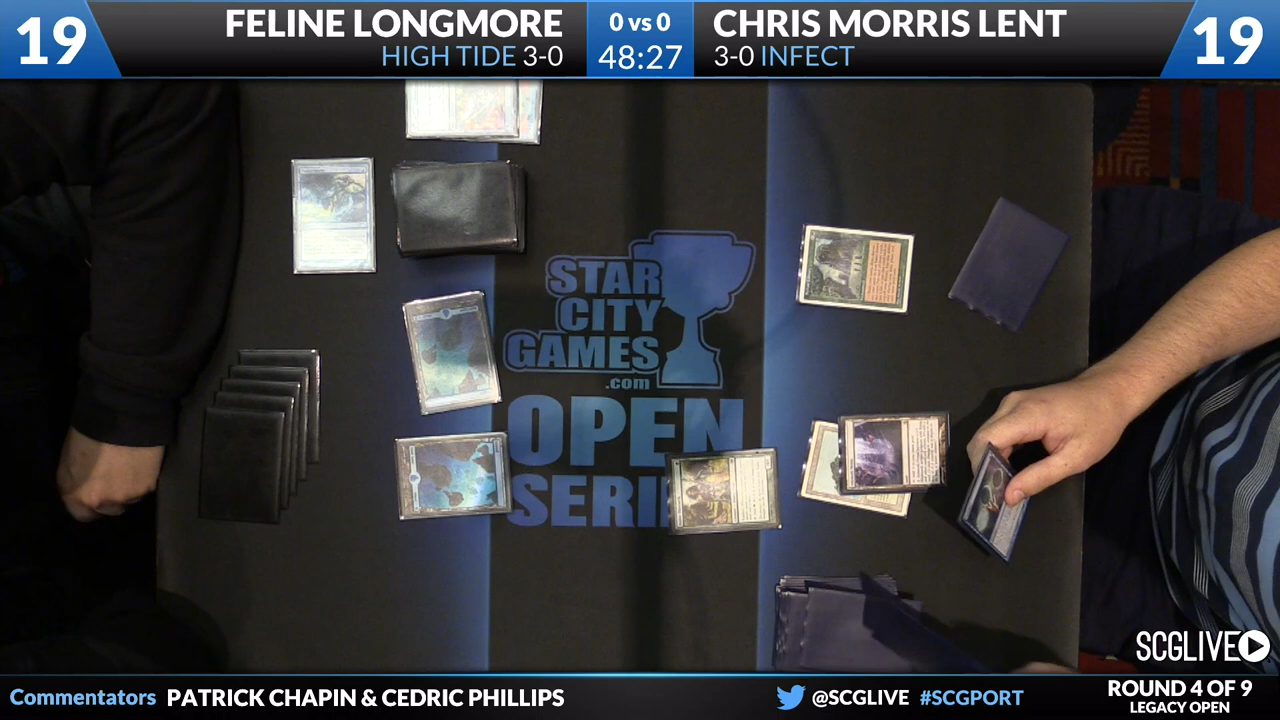 19
FELINE LONGMORE
HIGH TIDE 3-0
0 vs 0
48:27
CHRIS MORRIS LENT
3-0 INFECT
19
STAR
CITY
GAMES
.com
OPEN
SERI
SCGLIVE
Commentators PATRICK CHAPIN & CEDRIC PHILLIPS
@SCGLIVE #SCGPORT
ROUND 4 OF 9
LEGACY OPEN